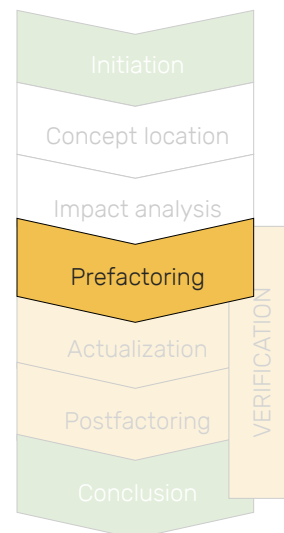 Initiation
Concept location
Impact analysis
Prefactoring
Actualization
Postfactoring
Conclusion
VERIFICATION